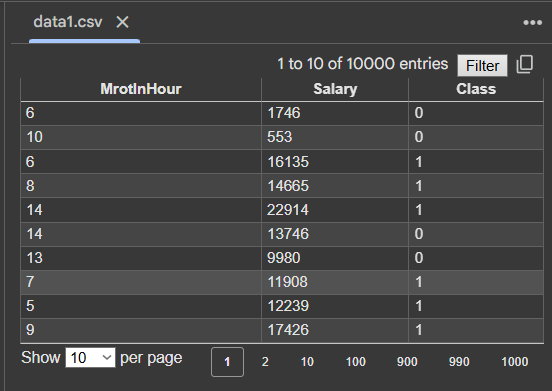 data1.csv ✕ •••
1 to 10 of 10000 entries Filter
MrotInHour Salary Class
6 1746 0
10 553 0
6 16135 1
8 14665 1
14 22914 1
14 13746 0
13 9980 0
7 11908 1
5 12239 1
9 17426 1
Show 10 per page 1 2 10 100 900 990 1000